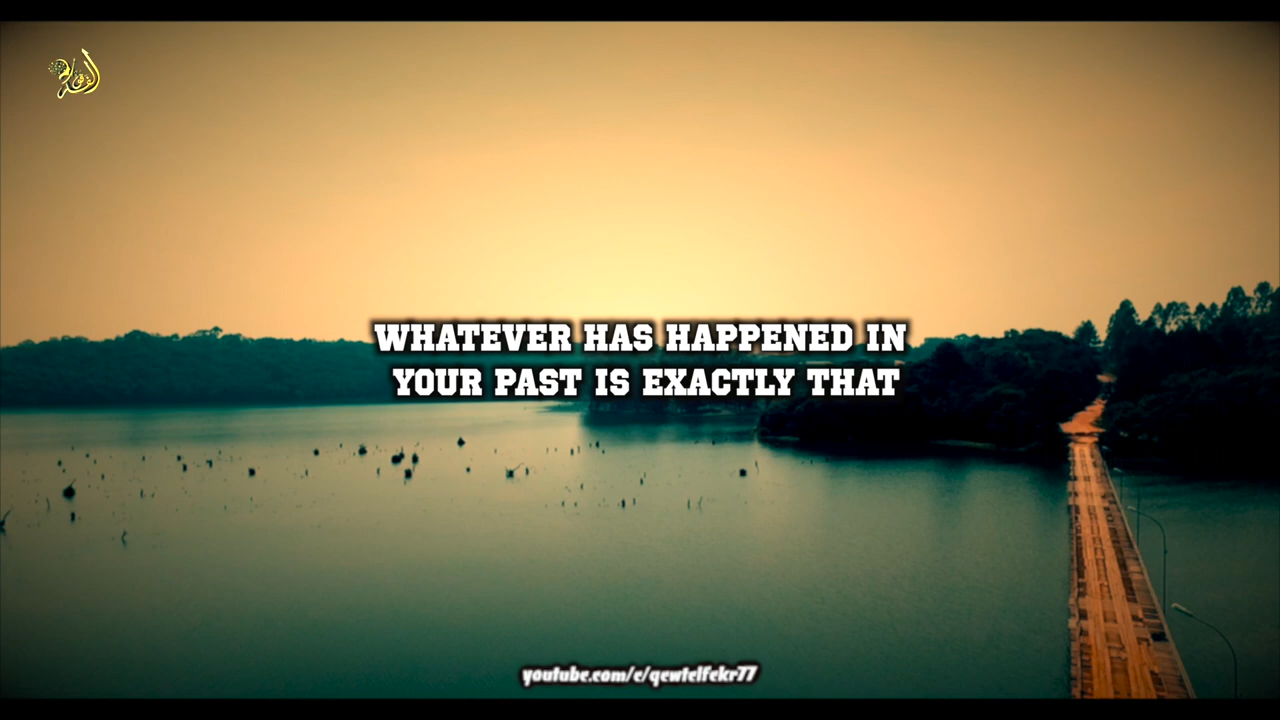 WHATEVER HAS HAPPENED IN
YOUR PAST IS EXACTLY THAT
youtube.com/c/qewtelfekr77